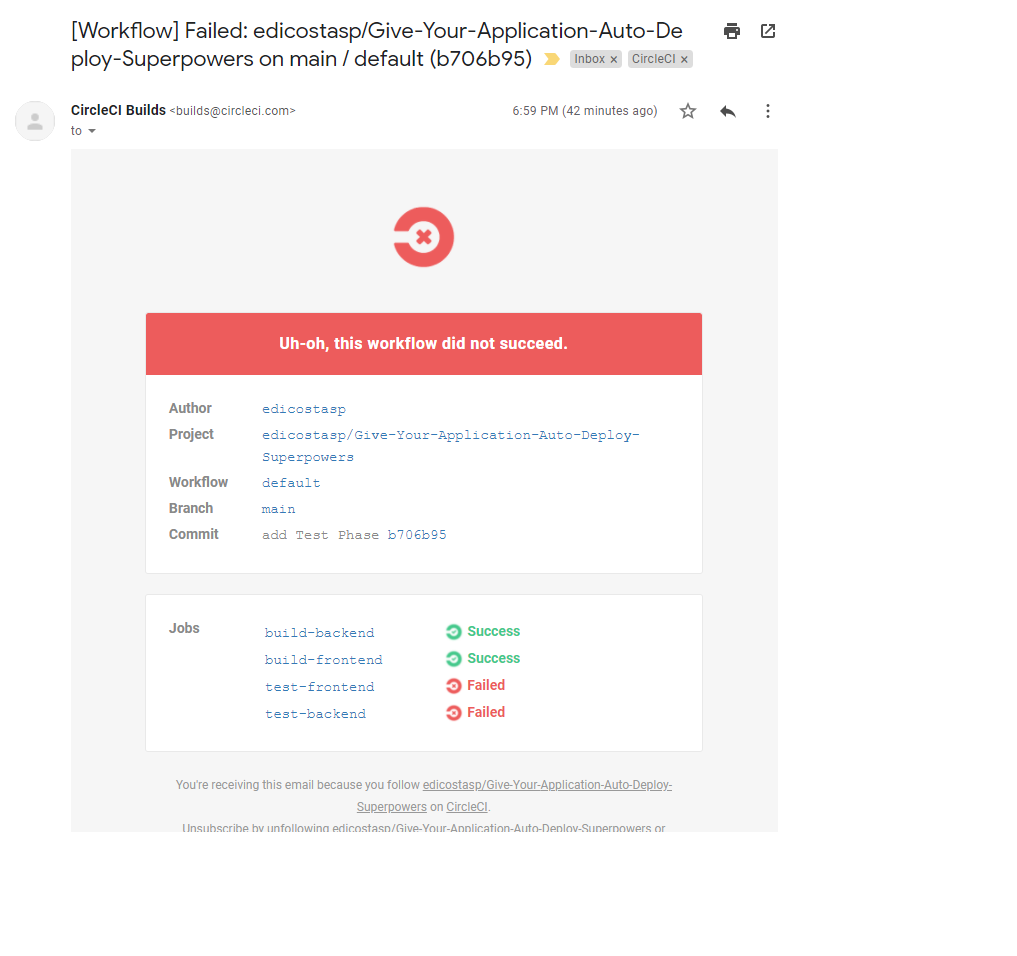 [Workflow] Failed: edicostasp/Give-Your-Application-Auto-De
ploy-Superpowers on main / default (b706b95) Inbox × CircleCI ×
CircleCI Builds <builds@circleci.com> 6:59 PM (42 minutes ago)
to
Uh-oh, this workflow did not succeed.
Author edicostasp
Project edicostasp/Give-Your-Application-Auto-Deploy-
Superpowers
Workflow default
Branch main
Commit add Test Phase b706b95
Jobs build-backend Success
build-frontend Success
test-frontend Failed
test-backend Failed
You're receiving this email because you follow edicostasp/Give-Your-Application-Auto-Deploy-
Superpowers on CircleCI.
Unsubscribe by unfollowing edicostasp/Give-Your-Application-Auto-Deploy-Superpowers or